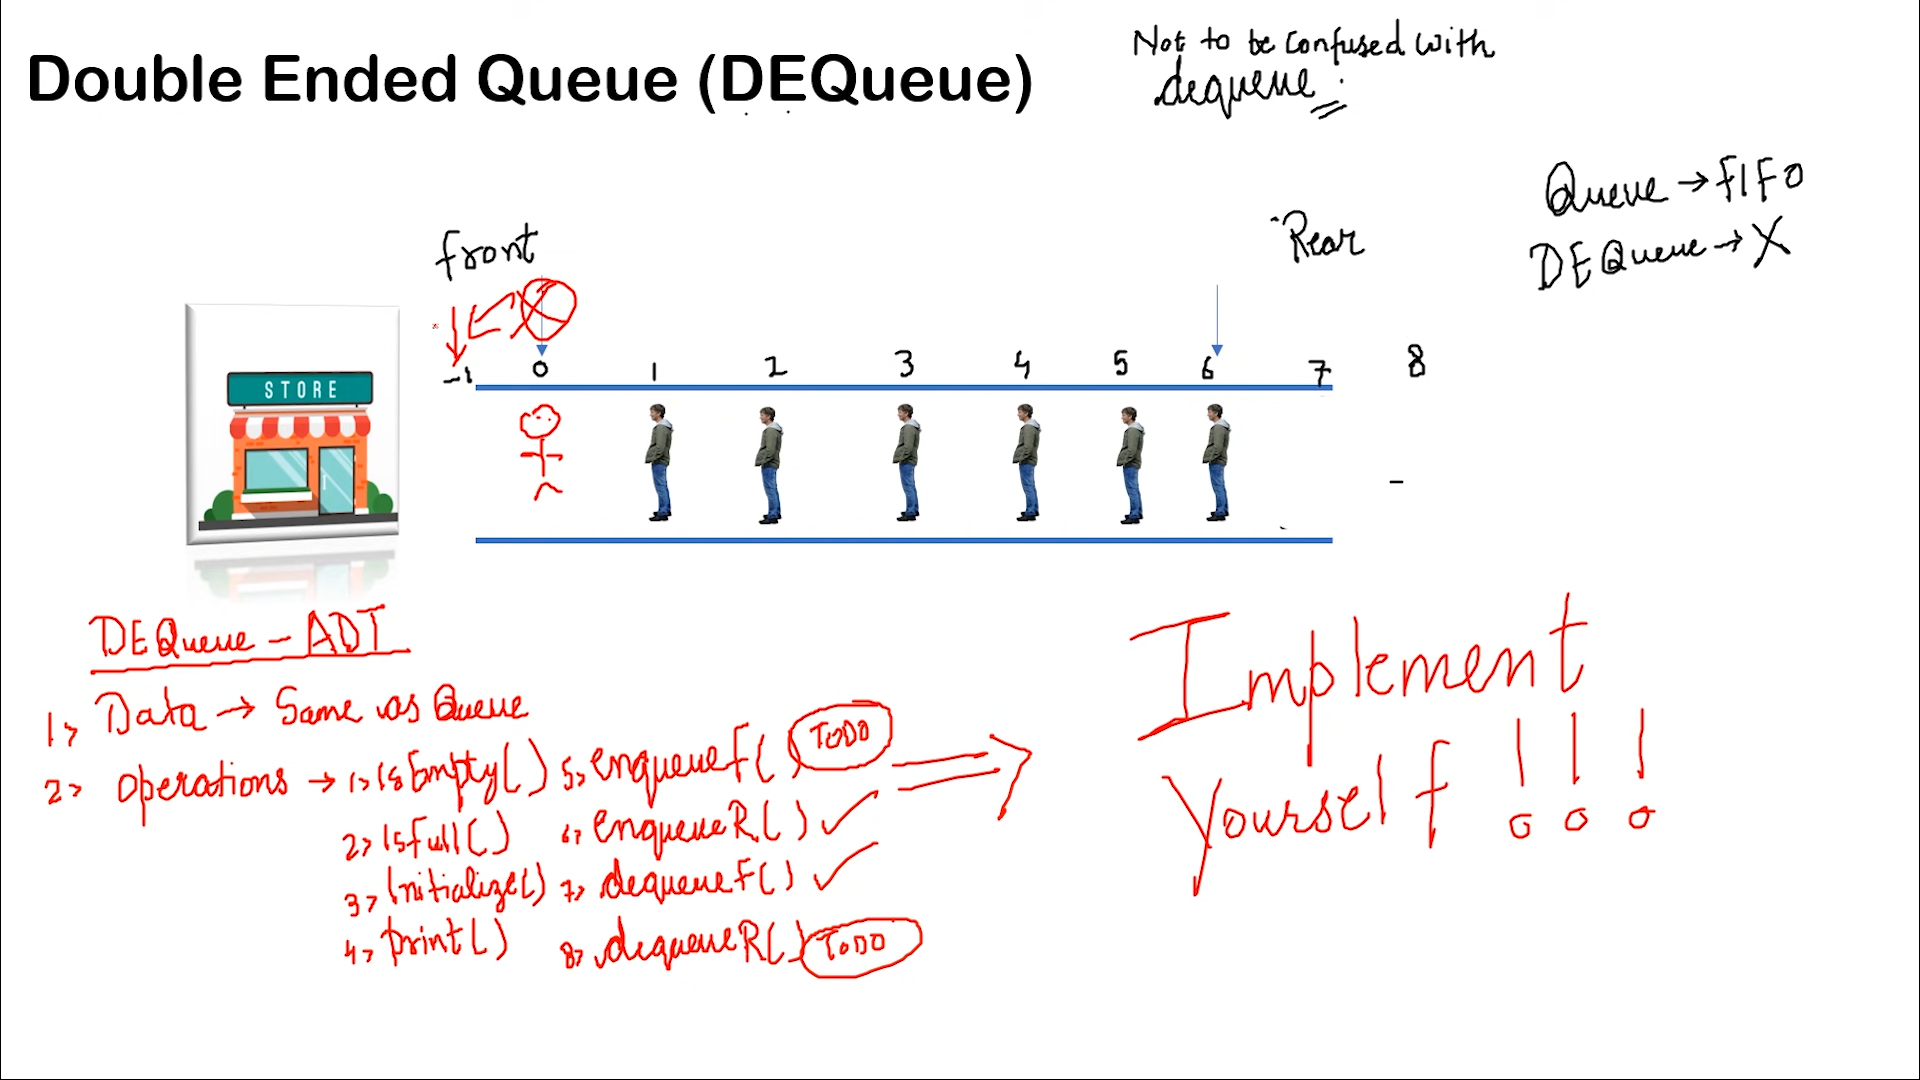 Double Ended Queue (DEQueue)
Not to be confused with
dequeue
Queue → FIFO
DEQueue → X
front
Rear
-1 0 1 2 3 4 5 6 7 8
STORE
DEQueue - ADT
1> Data → Same as Queue
2> operations → 1> isEmpty() 5> enqueueF() TODO
2> isfull() 6> enqueueR() ✓
3> initialize() 7> dequeueF() ✓
4> print() 8> dequeueR() TODO
Implement
Yourself !!!